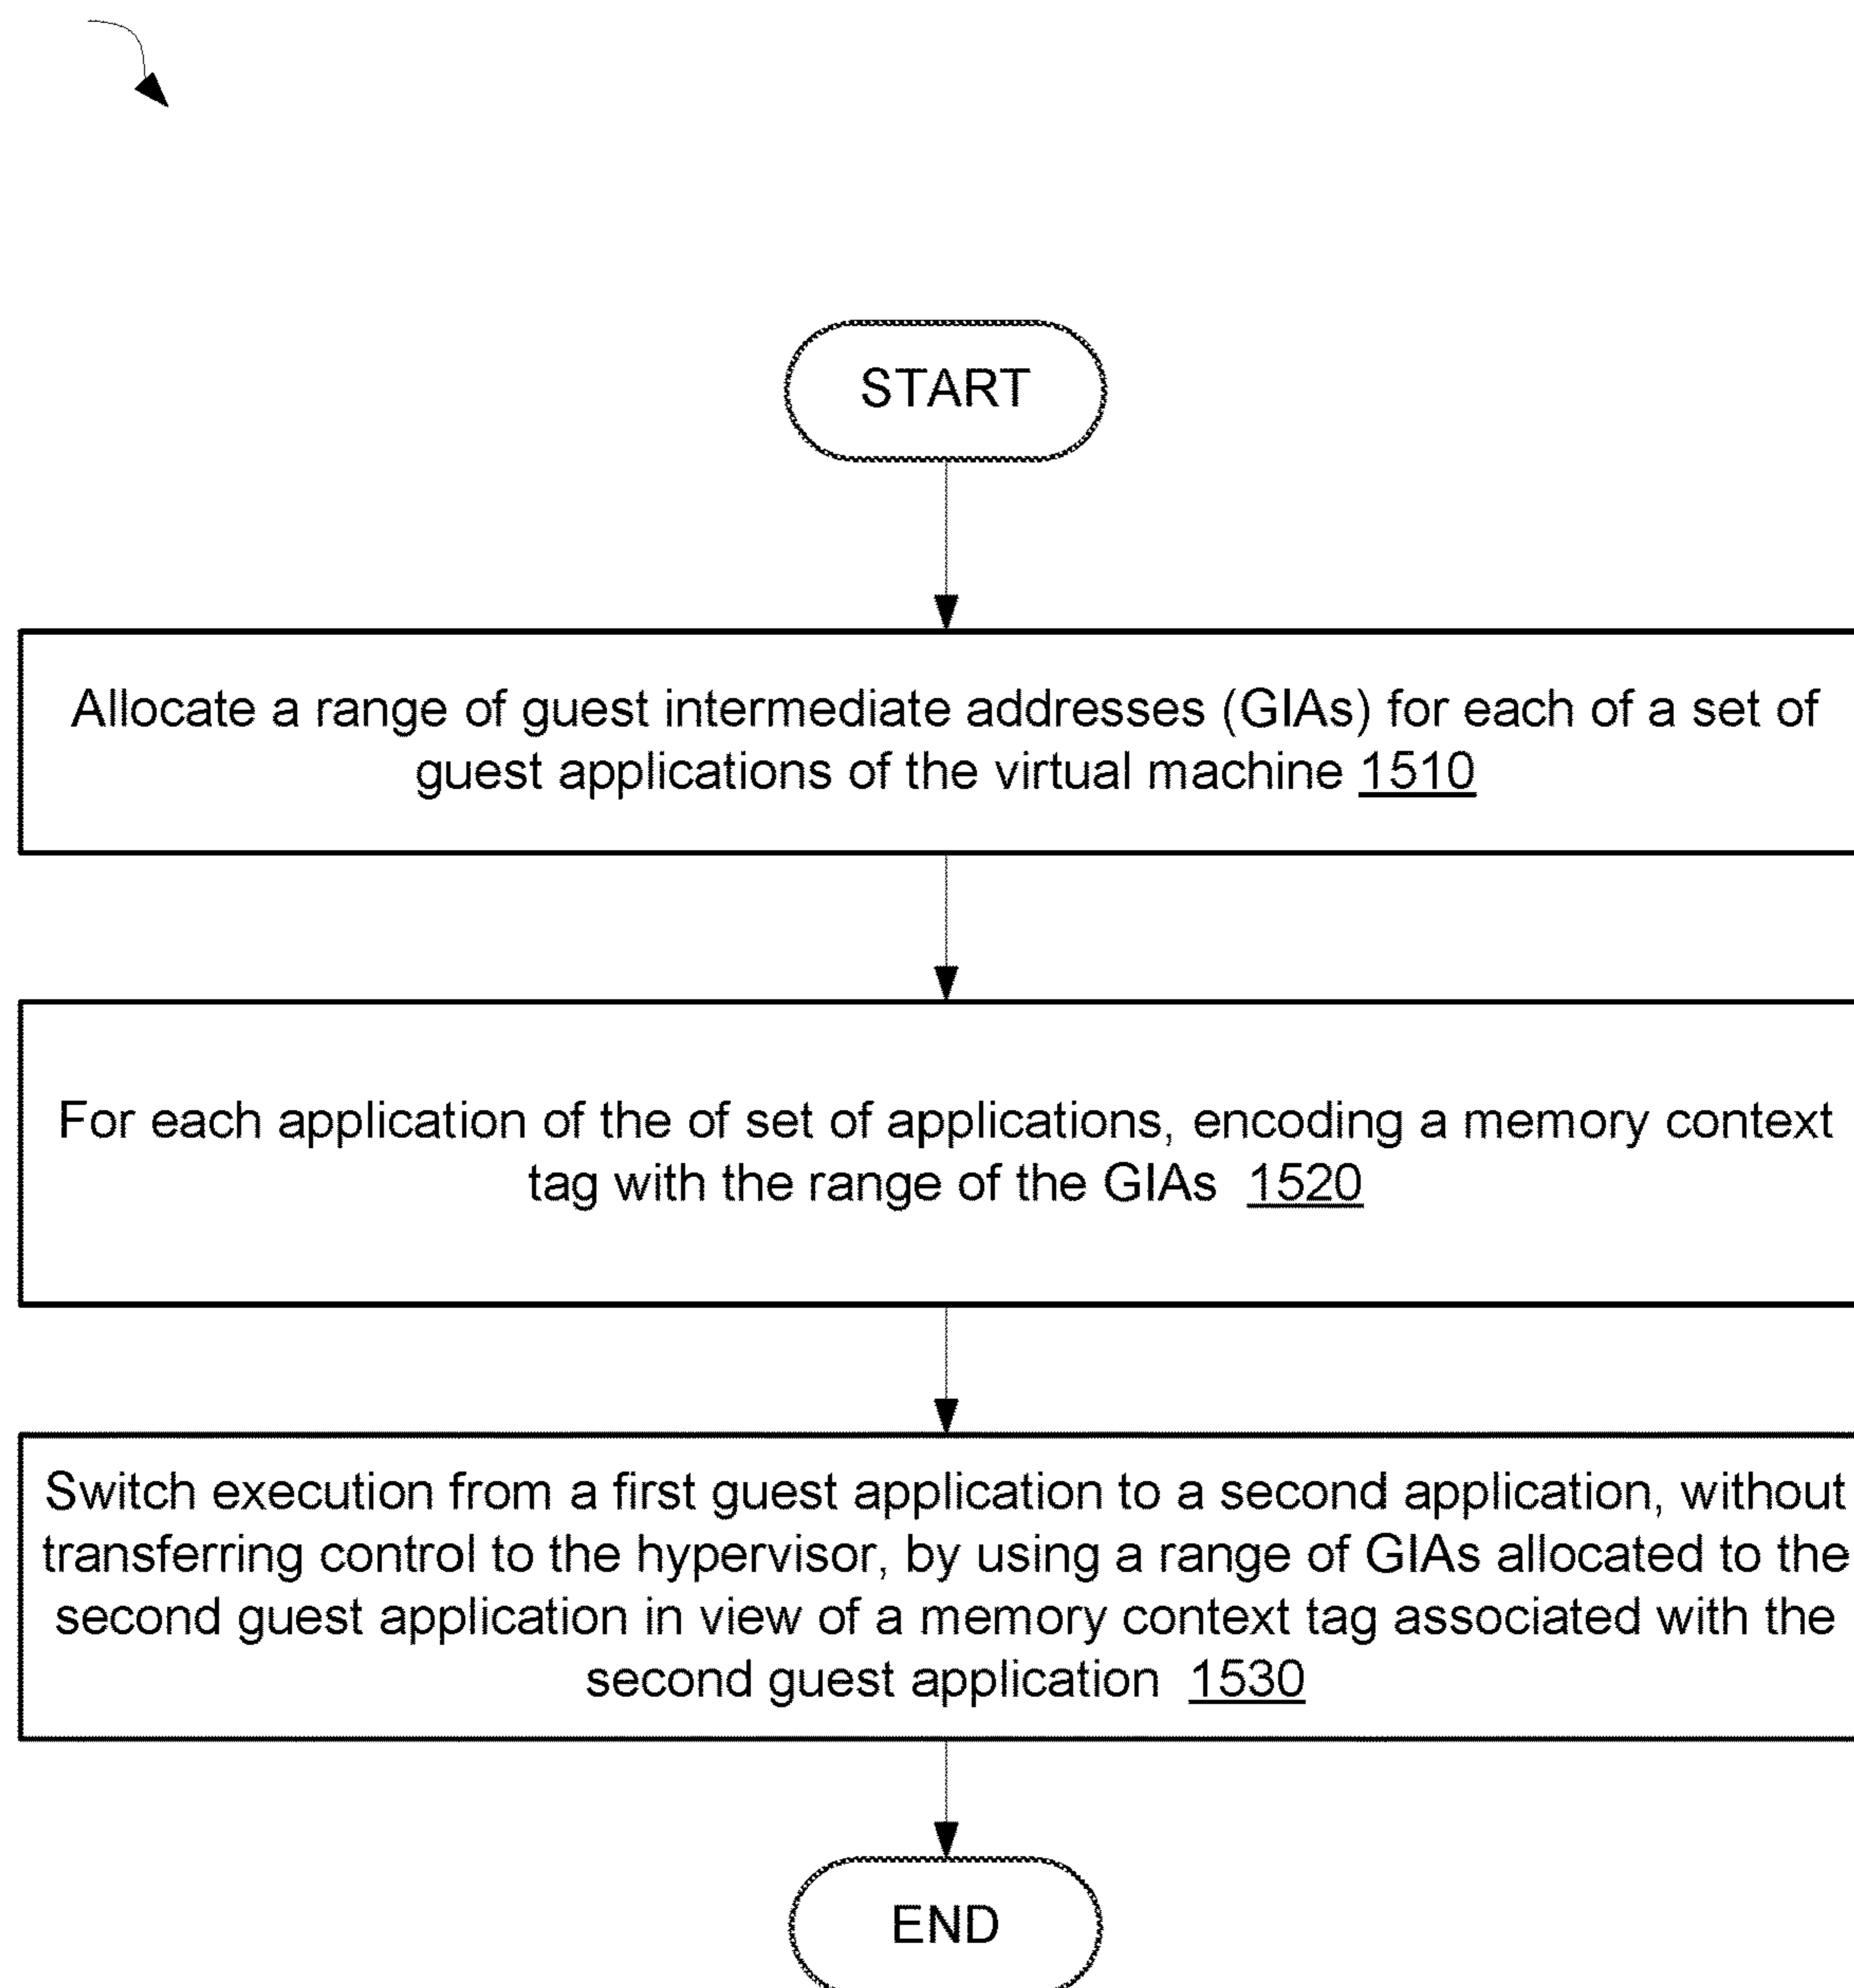 START
Allocate a range of guest intermediate addresses (GIAs) for each of a set of
guest applications of the virtual machine 1510
For each application of the of set of applications, encoding a memory context
tag with the range of the GIAs 1520
Switch execution from a first guest application to a second application, without
transferring control to the hypervisor, by using a range of GIAs allocated to the
second guest application in view of a memory context tag associated with the
second guest application 1530
END